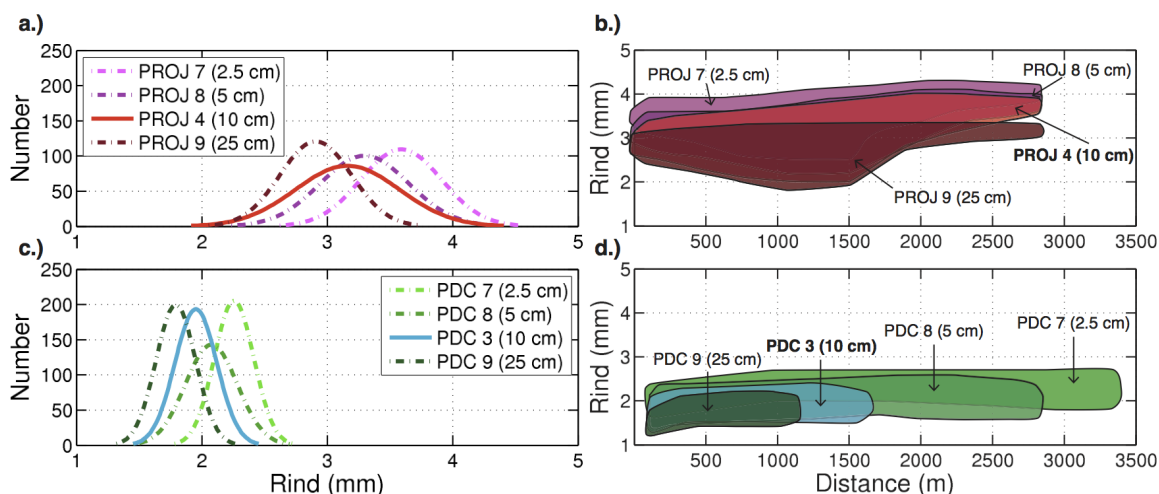 a.)
250
200
150
100
50
0
Number
PROJ 7 (2.5 cm)
PROJ 8 (5 cm)
PROJ 4 (10 cm)
PROJ 9 (25 cm)
1 2 3 4 5
b.)
5
4
3
2
1
Rind (mm)
PROJ 7 (2.5 cm)
PROJ 8 (5 cm)
PROJ 4 (10 cm)
PROJ 9 (25 cm)
500 1000 1500 2000 2500 3000 3500
c.)
250
200
150
100
50
0
Number
PDC 7 (2.5 cm)
PDC 8 (5 cm)
PDC 3 (10 cm)
PDC 9 (25 cm)
1 2 3 4 5
Rind (mm)
d.)
5
4
3
2
1
Rind (mm)
PDC 9 (25 cm)
PDC 3 (10 cm)
PDC 8 (5 cm)
PDC 7 (2.5 cm)
500 1000 1500 2000 2500 3000 3500
Distance (m)